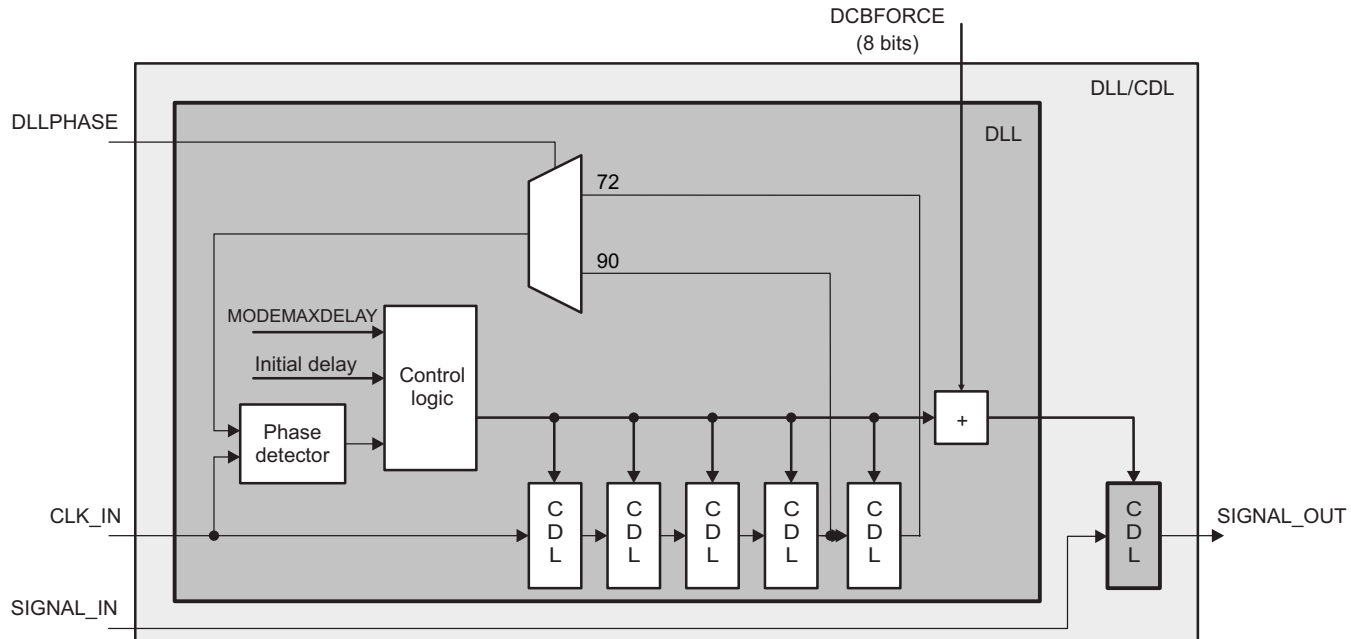 DCBFORCE
(8 bits)
DLL/CDL
DLLPHASE
DLL
72
90
MODEMAXDELAY
Initial delay
Control
logic
+
Phase
detector
CLK_IN
C
D
L
C
D
L
C
D
L
C
D
L
C
D
L
C
D
L
SIGNAL_OUT
SIGNAL_IN